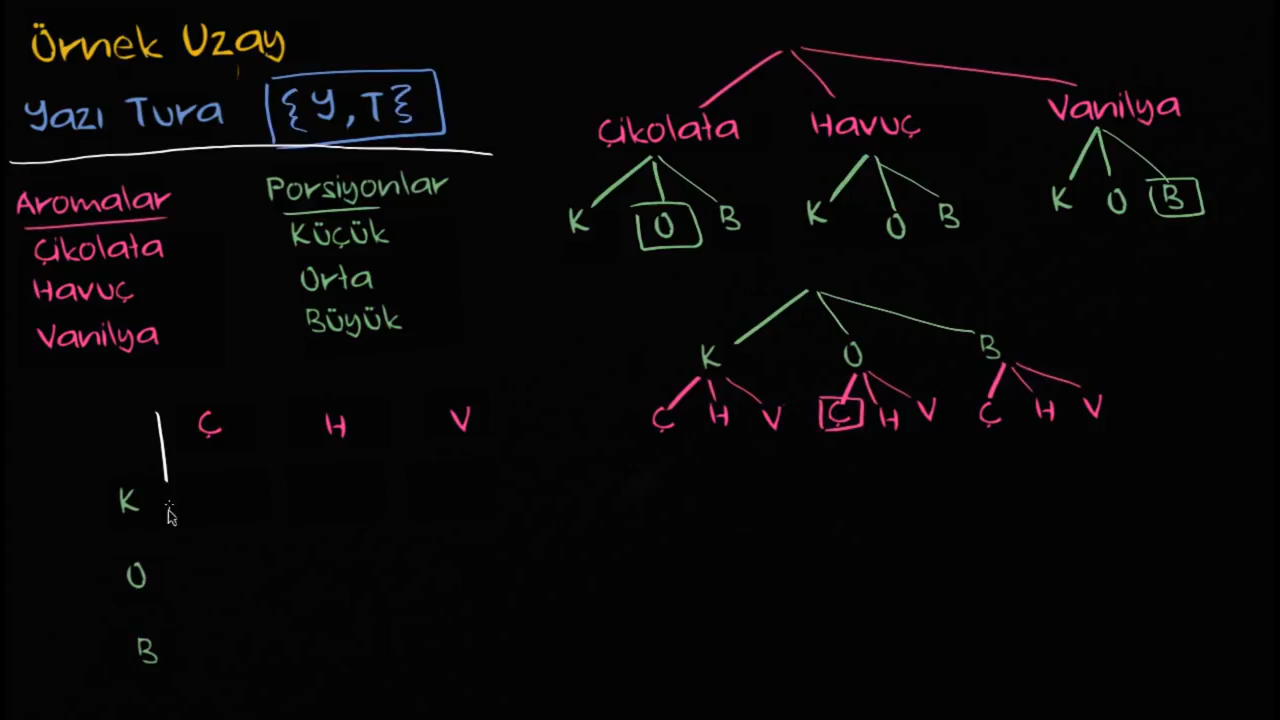 Örnek Uzay
Yazı Tura {Y, T}
Aromalar
Çikolata
Havuç
Vanilya
Porsiyonlar
Küçük
Orta
Büyük
Ç H V
K
O
B
Çikolata Havuç Vanilya
K O B K O B K O B
K O B
Ç H V Ç H V Ç H V